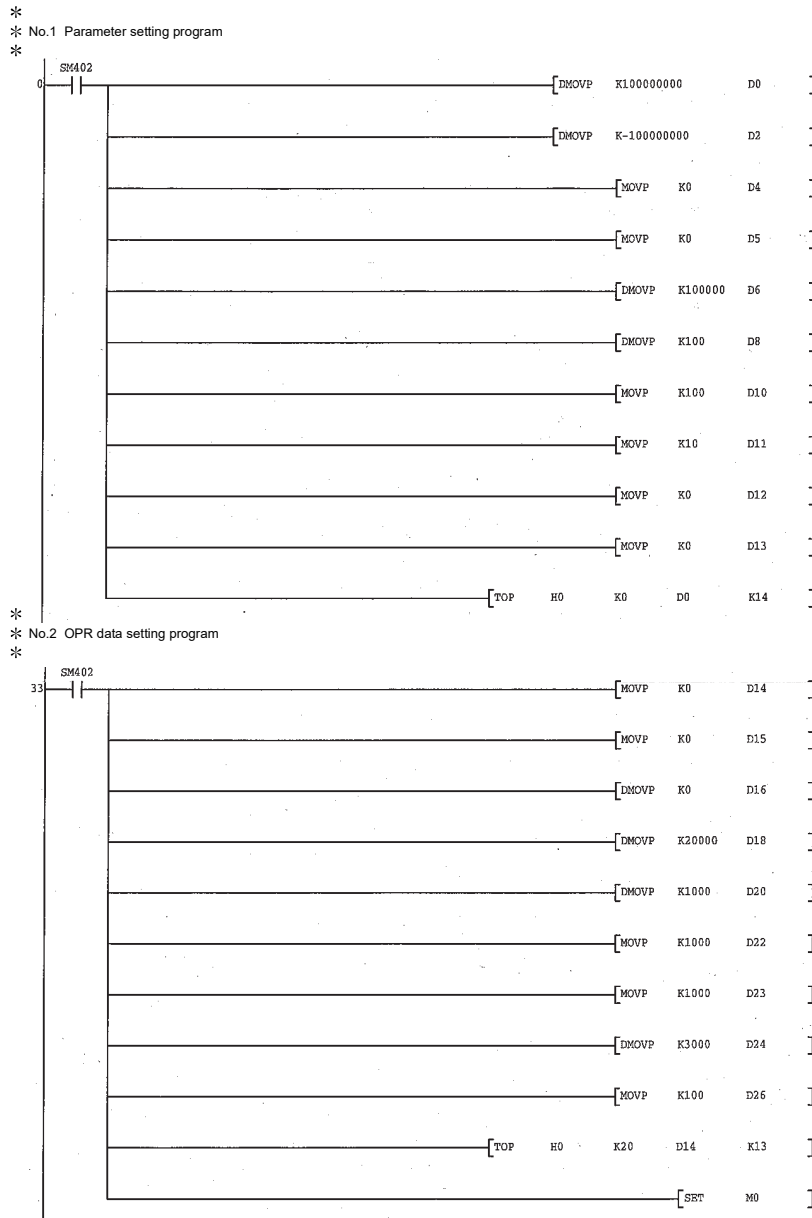 *
* No.1 Parameter setting program
*
SM402
0 [DMOVP K100000000 D0 ]
[DMOVP K-100000000 D2 ]
[MOVP K0 D4 ]
[MOVP K0 D5 ]
[DMOVP K100000 D6 ]
[DMOVP K100 D8 ]
[MOVP K100 D10 ]
[MOVP K10 D11 ]
[MOVP K0 D12 ]
[MOVP K0 D13 ]
[TOP H0 K0 D0 K14 ]
*
* No.2 OPR data setting program
*
SM402
33 [MOVP K0 D14 ]
[MOVP K0 D15 ]
[DMOVP K0 D16 ]
[DMOVP K20000 D18 ]
[DMOVP K1000 D20 ]
[MOVP K1000 D22 ]
[MOVP K1000 D23 ]
[DMOVP K3000 D24 ]
[MOVP K100 D26 ]
[TOP H0 K20 D14 K13 ]
[SET M0 ]